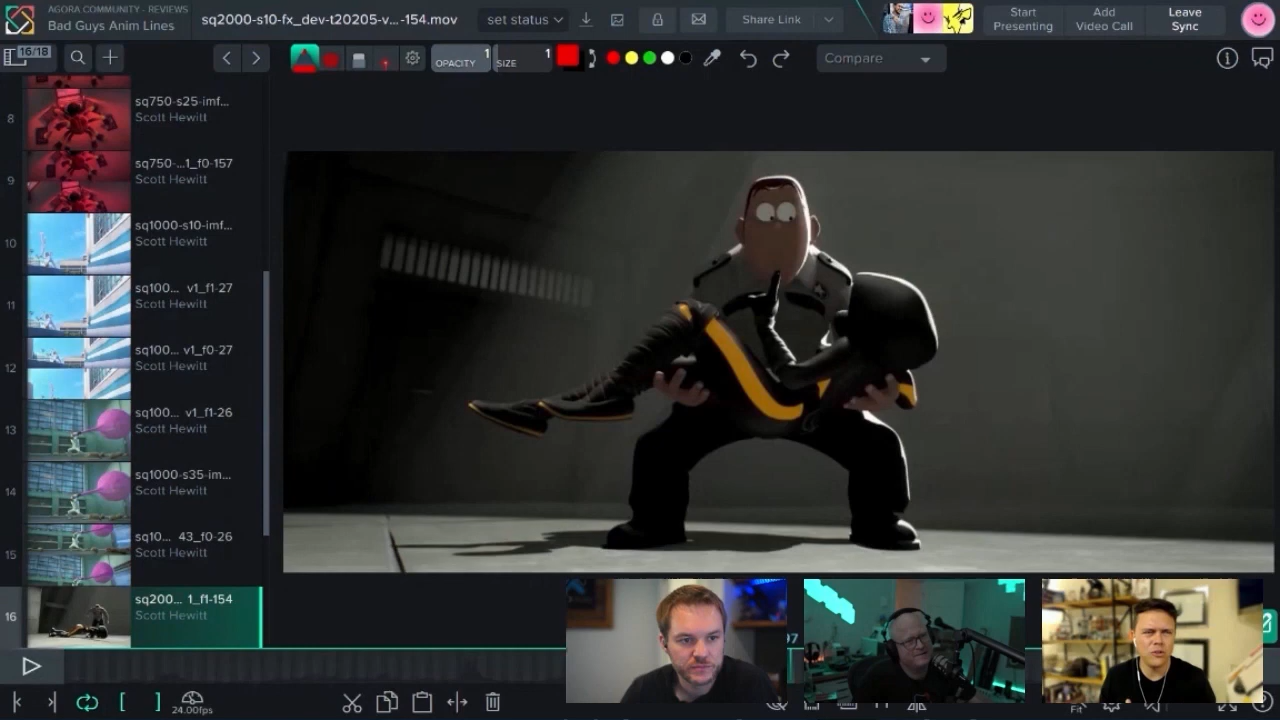 AGORA COMMUNITY - REVIEWS
Bad Guys Anim Lines
sq2000-s10-fx_dev-t20205-v...-154.mov
set status
Share Link
Start
Presenting
Add
Video Call
Leave
Sync
16/18
OPACITY
1
SIZE
1
Compare
8
sq750-s25-imf...
Scott Hewitt
9
sq750-...1_f0-157
Scott Hewitt
10
sq1000-s10-imf...
Scott Hewitt
11
sq100... v1_f1-27
Scott Hewitt
12
sq100... v1_f0-27
Scott Hewitt
13
sq100... v1_f1-26
Scott Hewitt
14
sq1000-s35-im...
Scott Hewitt
15
sq10... 43_f0-26
Scott Hewitt
16
sq200... 1_f1-154
Scott Hewitt
24.00fps